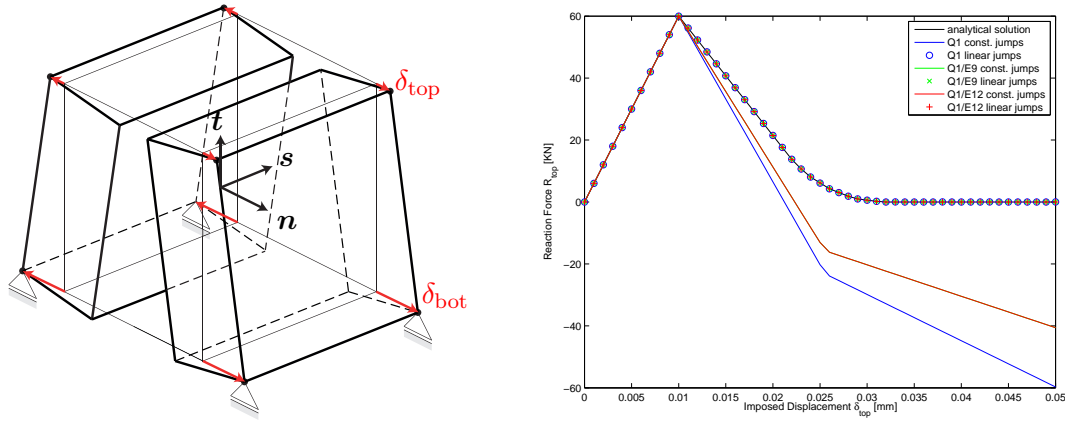 δtop
t
s
n
δbot
60
40
20
0
−20
−40
−60
Reaction Force Rtop [KN]
analytical solution
Q1 const. jumps
Q1 linear jumps
Q1/E9 const. jumps
Q1/E9 linear jumps
Q1/E12 const. jumps
Q1/E12 linear jumps
0 0.005 0.01 0.015 0.02 0.025 0.03 0.035 0.04 0.045 0.05
Imposed Displacement δtop [mm]